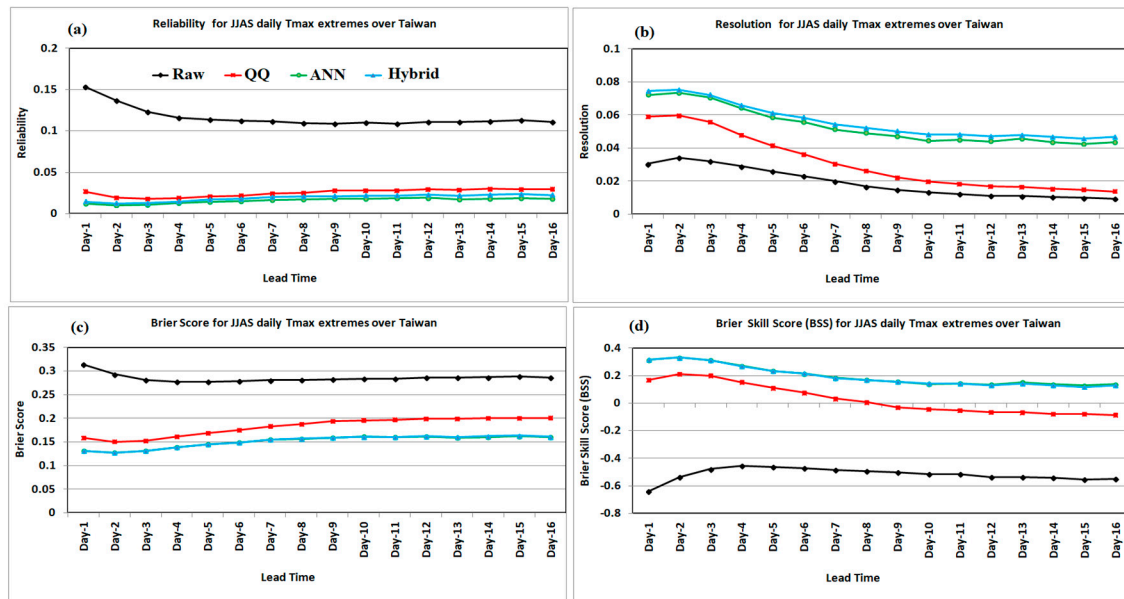 (a)
Reliability for JJAS daily Tmax extremes over Taiwan
0.2
0.15
0.1
0.05
0
Reliability
Raw QQ ANN Hybrid
Day-1 Day-2 Day-3 Day-4 Day-5 Day-6 Day-7 Day-8 Day-9 Day-10 Day-11 Day-12 Day-13 Day-14 Day-15 Day-16
Lead Time
(b)
Resolution for JJAS daily Tmax extremes over Taiwan
0.1
0.08
0.06
0.04
0.02
0
Resolution
Day-1 Day-2 Day-3 Day-4 Day-5 Day-6 Day-7 Day-8 Day-9 Day-10 Day-11 Day-12 Day-13 Day-14 Day-15 Day-16
Lead Time
(c)
Brier Score for JJAS daily Tmax extremes over Taiwan
0.35
0.3
0.25
0.2
0.15
0.1
0.05
0
Brier Score
Day-1 Day-2 Day-3 Day-4 Day-5 Day-6 Day-7 Day-8 Day-9 Day-10 Day-11 Day-12 Day-13 Day-14 Day-15 Day-16
Lead Time
(d)
Brier Skill Score (BSS) for JJAS daily Tmax extremes over Taiwan
0.4
0.2
0
-0.2
-0.4
-0.6
-0.8
Brier Skill Score (BSS)
Day-1 Day-2 Day-3 Day-4 Day-5 Day-6 Day-7 Day-8 Day-9 Day-10 Day-11 Day-12 Day-13 Day-14 Day-15 Day-16
Lead Time